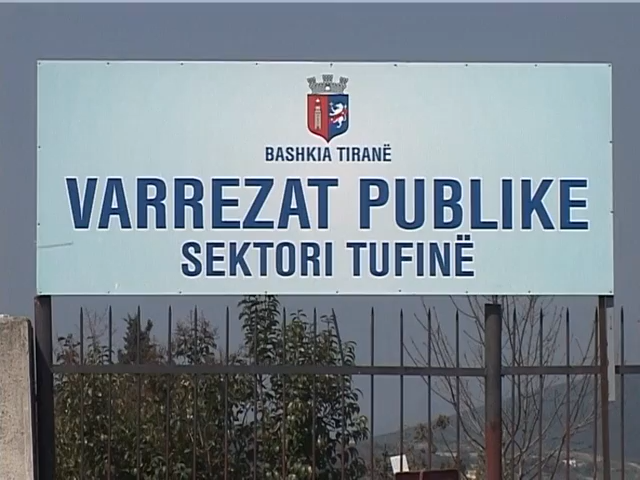 BASHKIA TIRANË
VARREZAT PUBLIKE
SEKTORI TUFINË